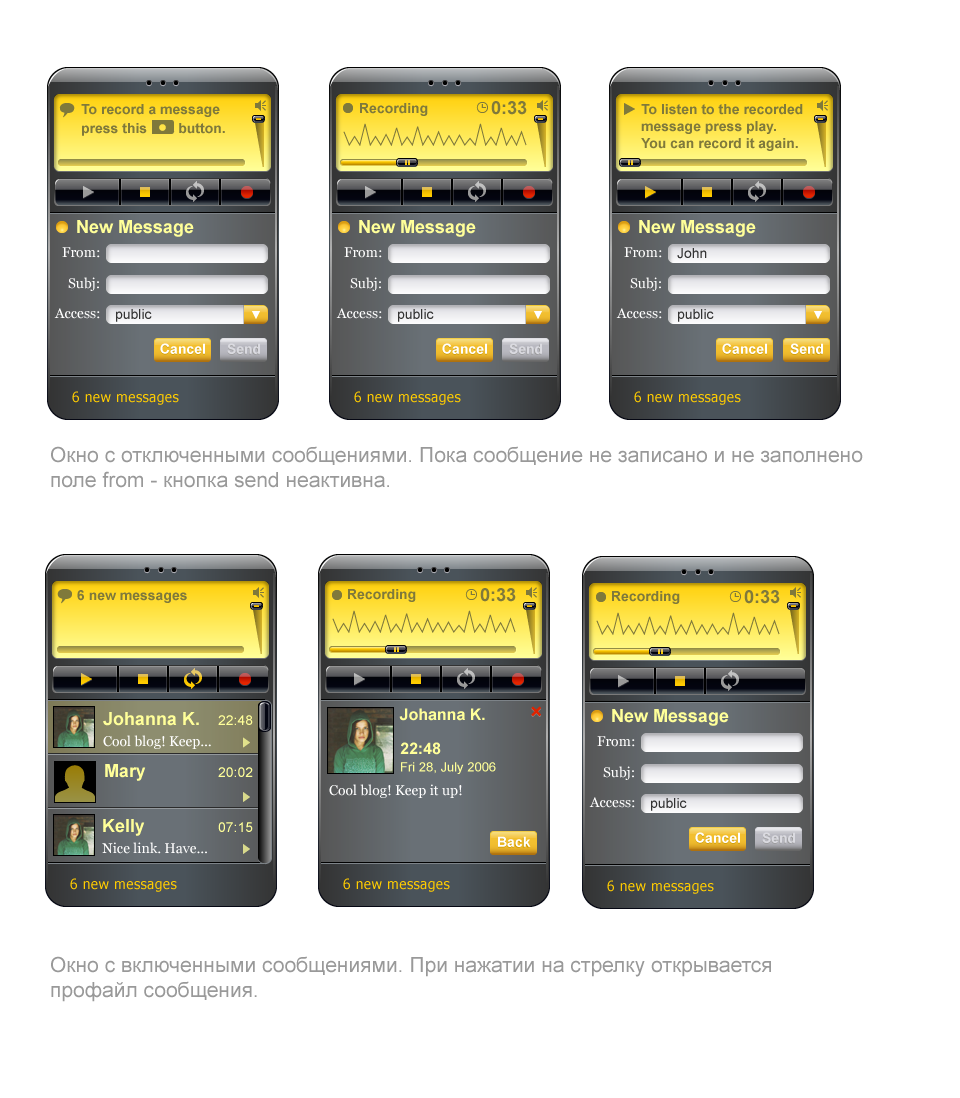 To record a message
press this button.
New Message
From:
Subj:
Access: public
Cancel Send
6 new messages
Recording 0:33
New Message
From:
Subj:
Access: public
Cancel Send
6 new messages
To listen to the recorded
message press play.
You can record it again.
New Message
From: John
Subj:
Access: public
Cancel Send
6 new messages
Окно с отключенными сообщениями. Пока сообщение не записано и не заполнено
поле from - кнопка send неактивна.
6 new messages
Johanna K. 22:48
Cool blog! Keep...
Mary 20:02
Kelly 07:15
Nice link. Have...
6 new messages
Recording 0:33
Johanna K.
22:48
Fri 28, July 2006
Cool blog! Keep it up!
Back
6 new messages
Recording 0:33
New Message
From:
Subj:
Access: public
Cancel Send
6 new messages
Окно с включенными сообщениями. При нажатии на стрелку открывается
профайл сообщения.